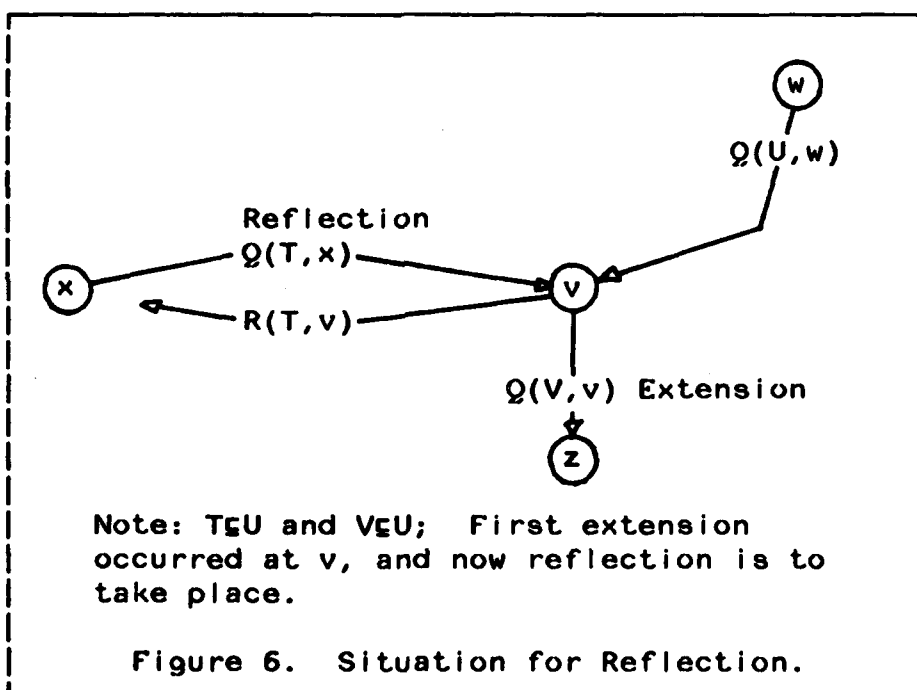 w
Q(U,w)
Reflection
Q(T,x)
x
v
R(T,v)
Q(V,v) Extension
z
Note: T⊆U and V⊆U; First extension
occurred at v, and now reflection is to
take place.
Figure 6. Situation for Reflection.